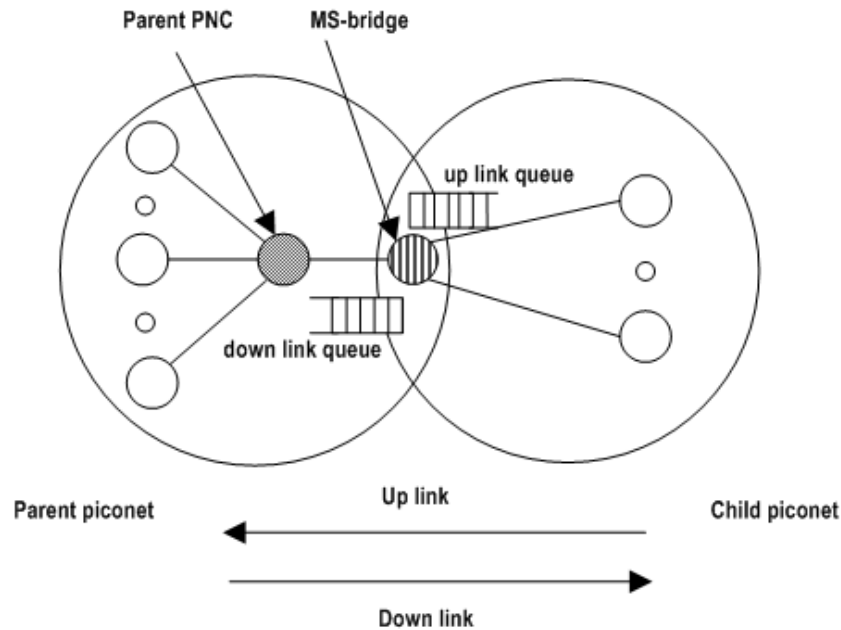 Parent PNC
MS-bridge
up link queue
down link queue
Up link
Parent piconet
Child piconet
Down link